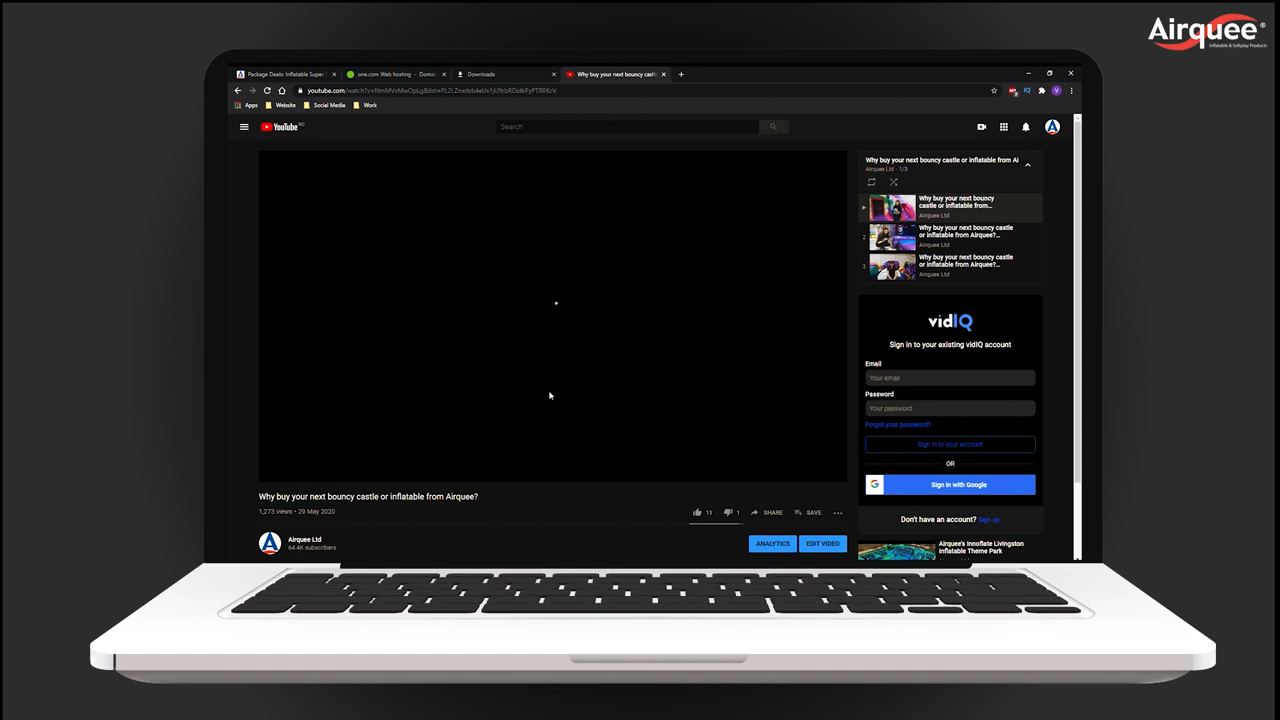 Airquee®
Inflatable & Softplay Products
Package Deals: Inflatable Super
one.com Web hosting - Doma
Downloads
Why buy your next bouncy castl
Apps
Website
Social Media
Work
YouTube
Search
Why buy your next bouncy castle or inflatable from Ai
Airquee Ltd - 1/3
Why buy your next bouncy
castle or inflatable from...
Airquee Ltd
2
Why buy your next bouncy castle
or inflatable from Airquee?...
Airquee Ltd
3
Why buy your next bouncy castle
or inflatable from Airquee?...
Airquee Ltd
vidIQ
Sign in to your existing vidIQ account
Email
Your email
Password
Your password
Forgot your password?
Sign in to your account
OR
Sign in with Google
Don't have an account? Sign up
Why buy your next bouncy castle or inflatable from Airquee?
1,273 views • 29 May 2020
11
1
SHARE
SAVE
Airquee Ltd
64.4K subscribers
ANALYTICS
EDIT VIDEO
Airquee's Innoflate Livingston
Inflatable Theme Park